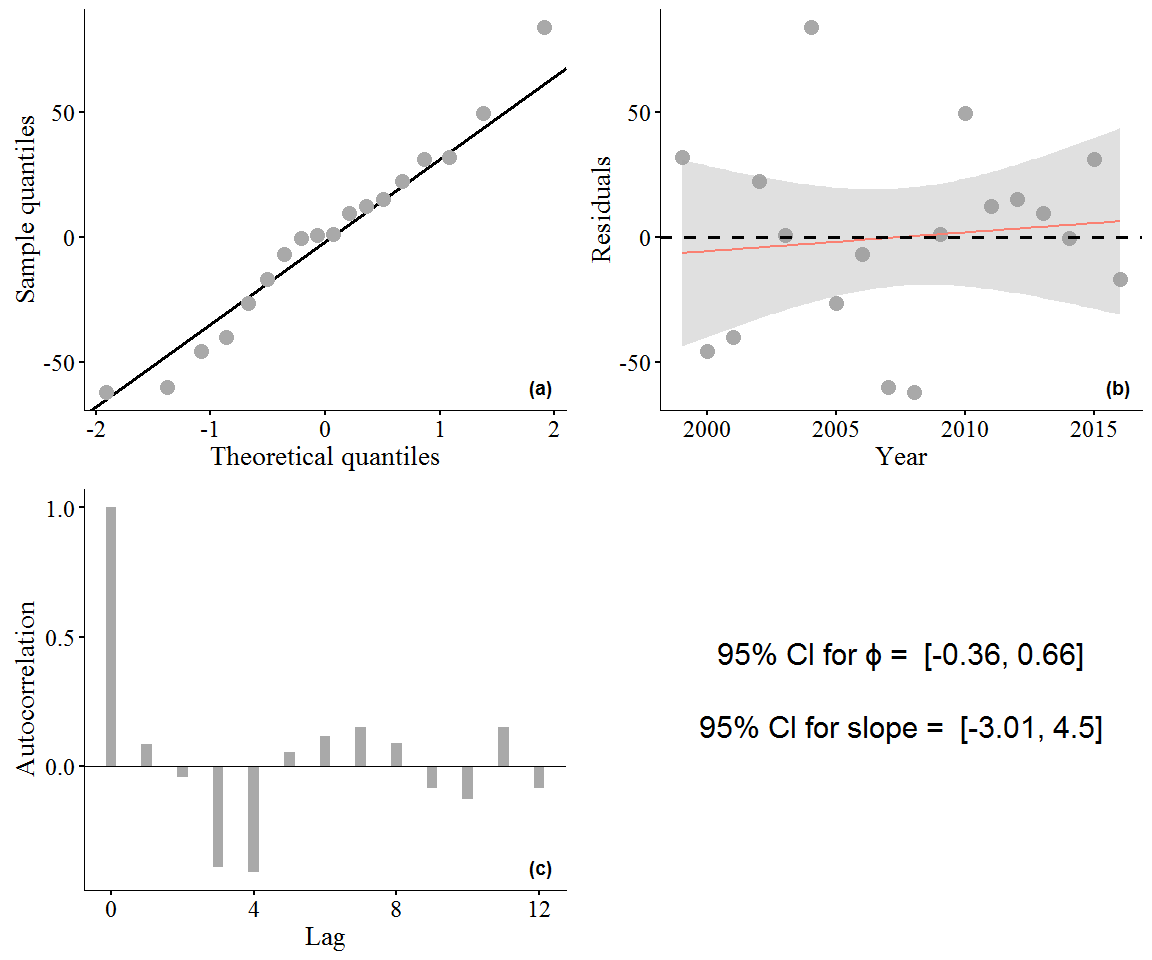 50
0
-50
Sample quantiles
(a)
-2
-1
0
1
2
Theoretical quantiles
50
0
-50
Residuals
(b)
2000
2005
2010
2015
Year
1.0
0.5
0.0
Autocorrelation
(c)
0
4
8
12
Lag
95% CI for ϕ = [-0.36, 0.66]
95% CI for slope = [-3.01, 4.5]